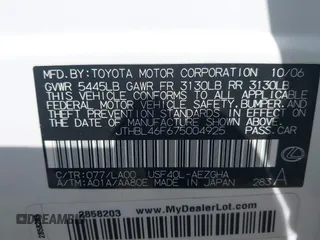 MFD. BY: TOYOTA MOTOR CORPORATION 10/06
GVWR 5445LB GAWR FR 3130LB RR 3130LB
THIS VEHICLE CONFORMS TO ALL APPLICABLE
FEDERAL MOTOR VEHICLE SAFETY, BUMPER, AND
THEFT PREVENTION STANDARDS IN EFFECT ON
THE DATE OF MANUFACTURE SHOWN ABOVE.
JTHBL46F675004925 PASS. CAR
C/TR: 077/LA00 USF40L-AEZGHA
A/TM: A01A/AA80E MADE IN JAPAN 283 A
2858203
www.MyDealerLot.com